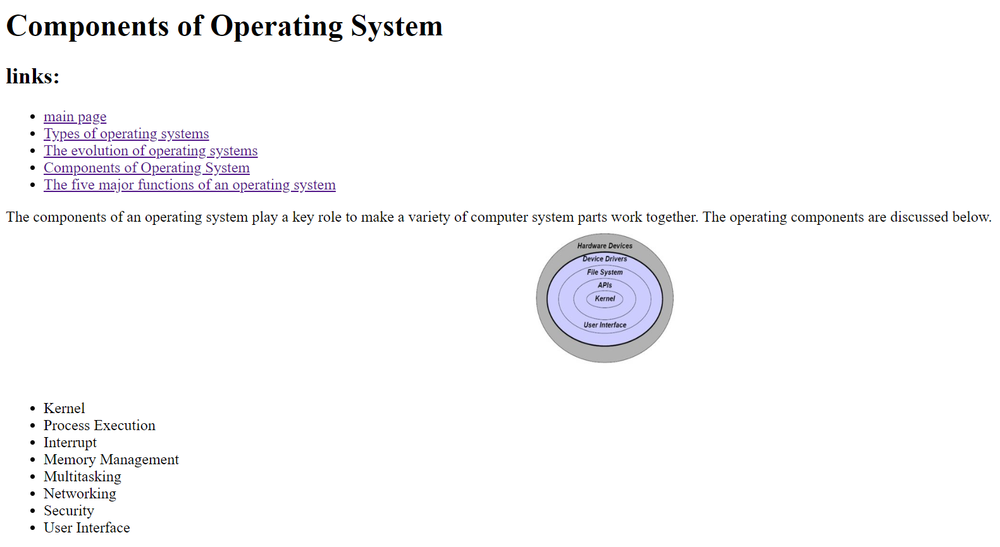 Components of Operating System
links:
main page
Types of operating systems
The evolution of operating systems
Components of Operating System
The five major functions of an operating system
The components of an operating system play a key role to make a variety of computer system parts work together. The operating components are discussed below.
Hardware Devices
Device Drivers
File System
APIs
Kernel
User Interface
Kernel
Process Execution
Interrupt
Memory Management
Multitasking
Networking
Security
User Interface